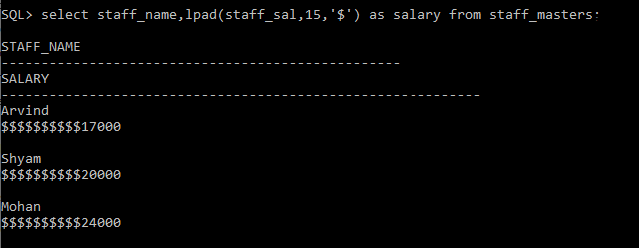 SQL> select staff_name,lpad(staff_sal,15,'$') as salary from staff_masters;
STAFF_NAME
--------------------------------------------------
SALARY
------------------------------------------------------------
Arvind
$$$$$$$$$$17000
Shyam
$$$$$$$$$$20000
Mohan
$$$$$$$$$$24000